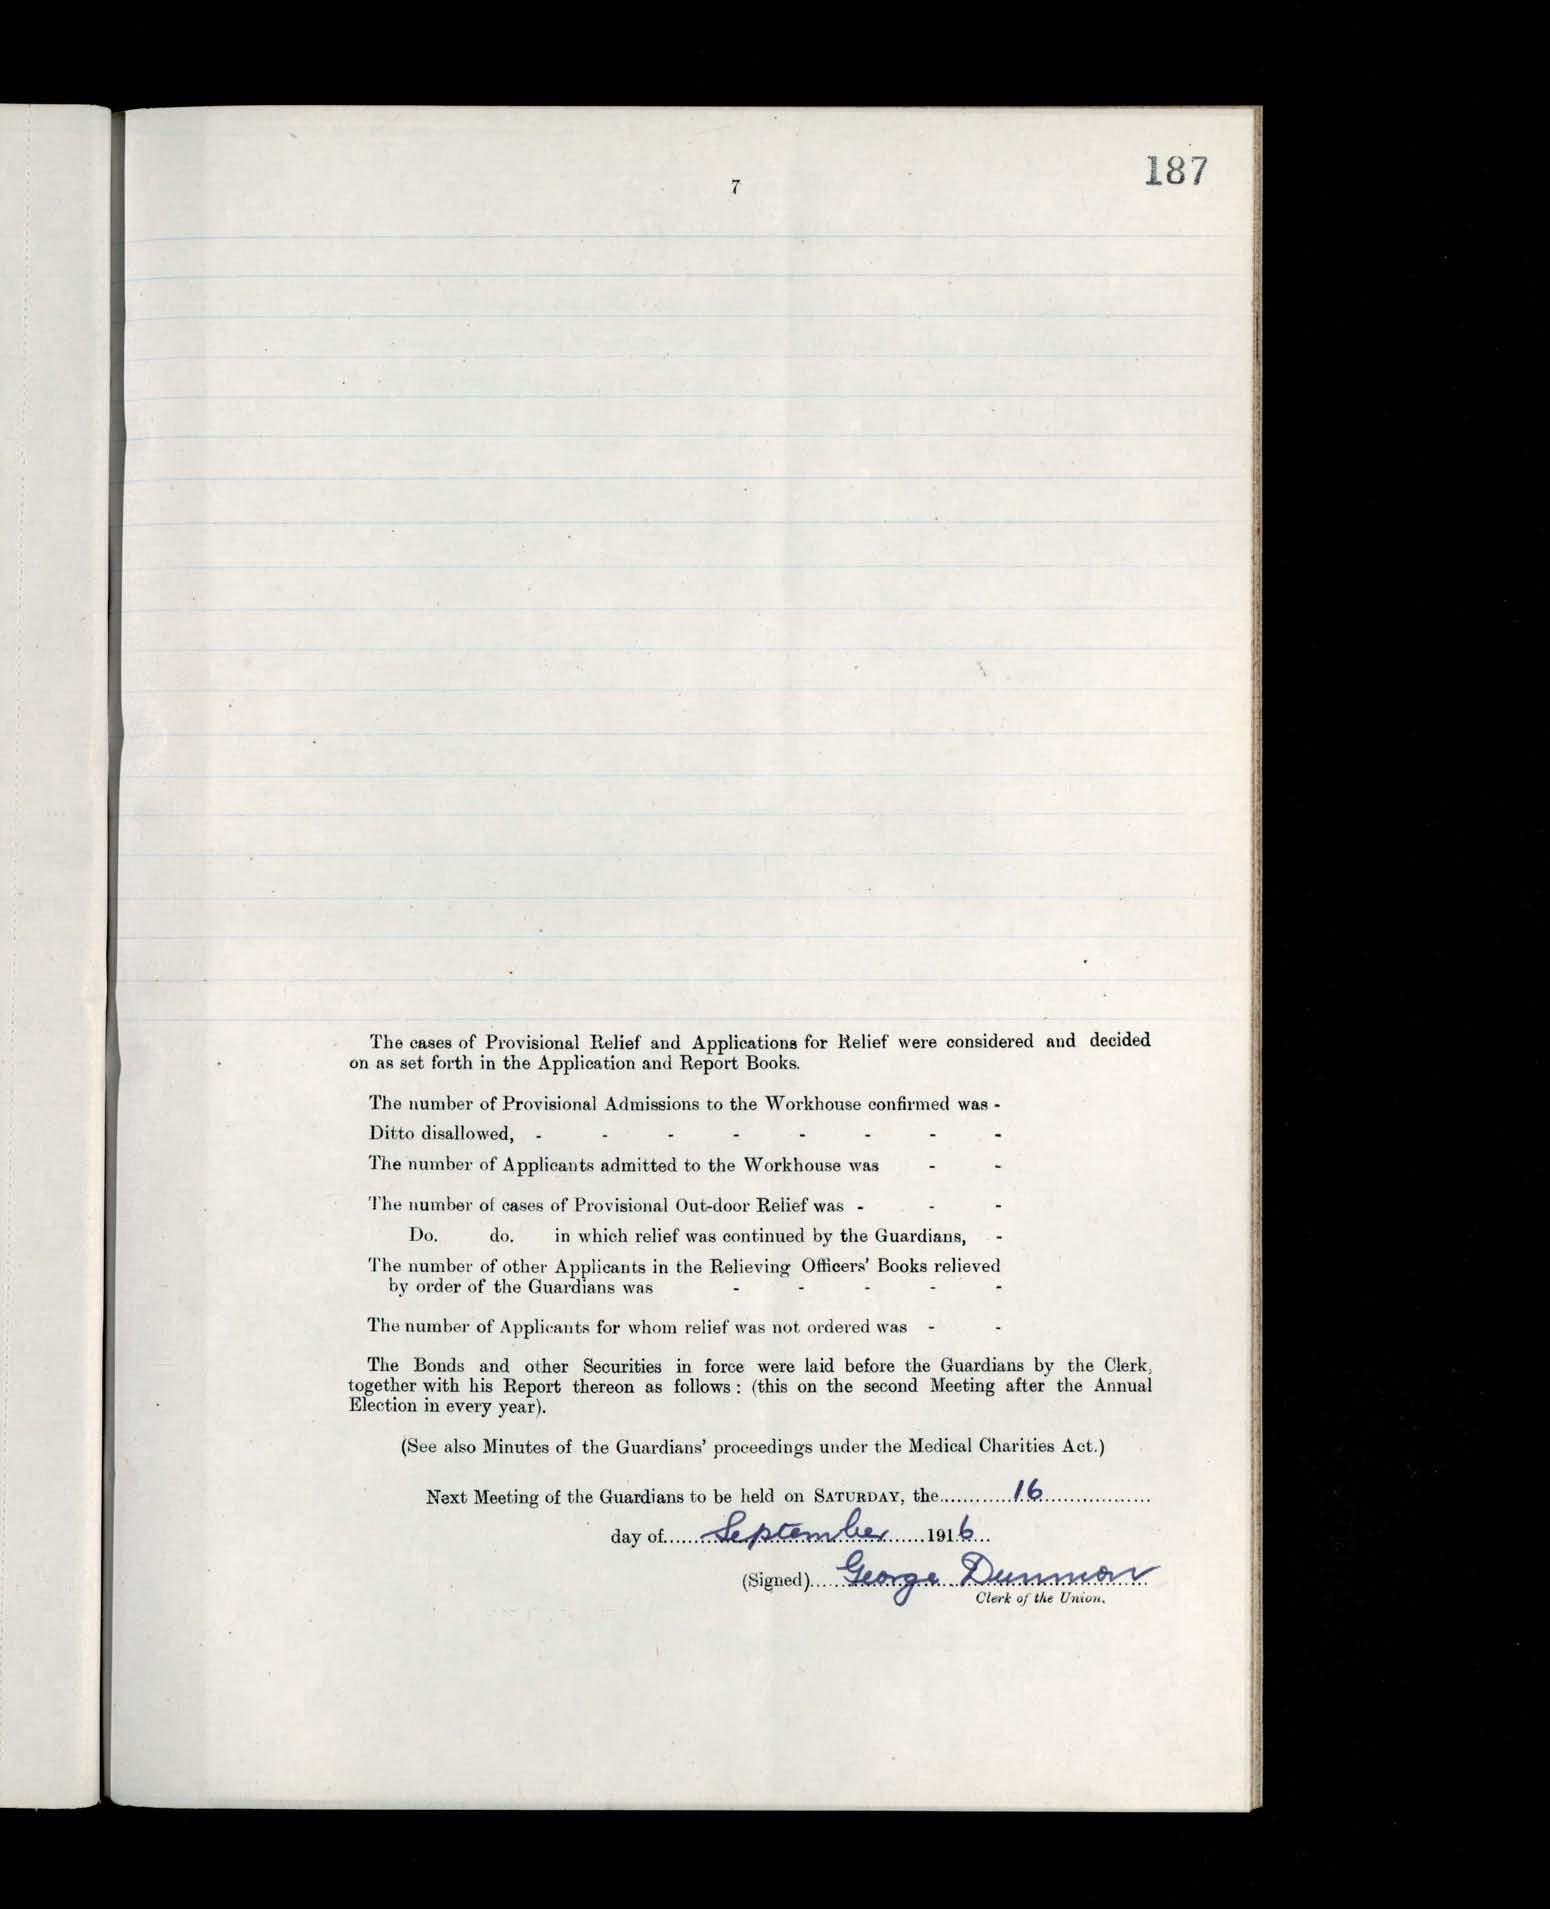 187
7
The cases of Provisional Relief and Applications for Relief were considered and decided
on as set forth in the Application and Report Books.
The number of Provisional Admissions to the Workhouse confirmed was -
Ditto disallowed, - - - - - - - -
The number of Applicants admitted to the Workhouse was - -
The number of cases of Provisional Out-door Relief was - - -
Do. do. in which relief was continued by the Guardians, -
The number of other Applicants in the Relieving Officers' Books relieved
by order of the Guardians was - - - - -
The number of Applicants for whom relief was not ordered was - -
The Bonds and other Securities in force were laid before the Guardians by the Clerk,
together with his Report thereon as follows : (this on the second Meeting after the Annual
Election in every year).
(See also Minutes of the Guardians' proceedings under the Medical Charities Act.)
Next Meeting of the Guardians to be held on SATURDAY, the............16..................
day of......September......1916...
(Signed).....George Dunmon
Clerk of the Union.